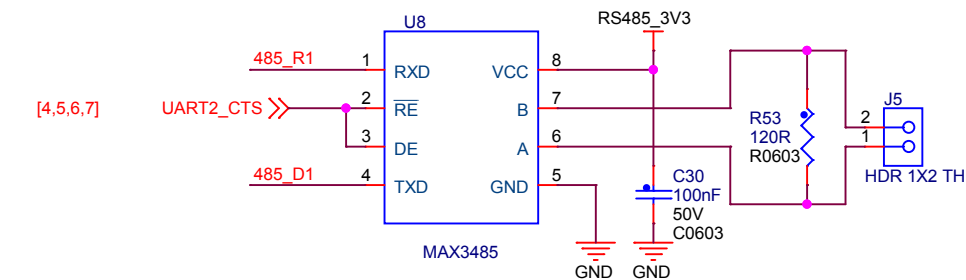 U8
RS485_3V3
485_R1
1
RXD
VCC
8
[4,5,6,7]
UART2_CTS
2
RE
B
7
3
DE
A
6
485_D1
4
TXD
GND
5
MAX3485
C30
100nF
50V
C0603
GND
GND
R53
120R
R0603
J5
2
1
HDR 1X2 TH